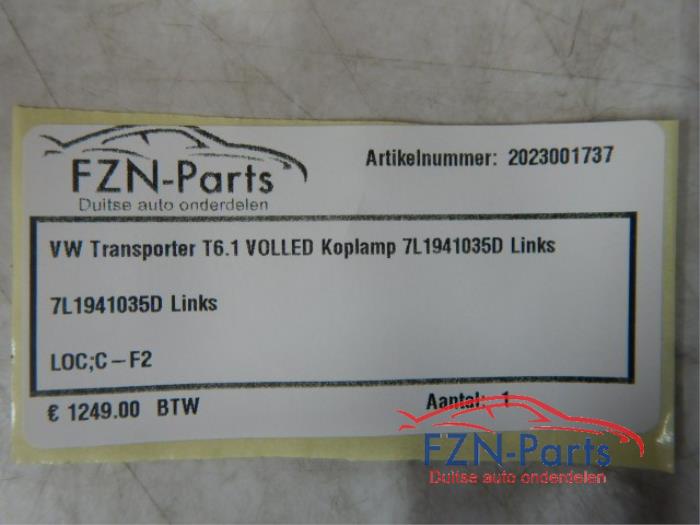 FZN-Parts
Duitse auto onderdelen
Artikelnummer: 2023001737
VW Transporter T6.1 VOLLED Koplamp 7L1941035D Links
7L1941035D Links
LOC;C-F2
€ 1249.00 BTW
Aantal: 1
FZN-Parts
Duitse auto onderdelen